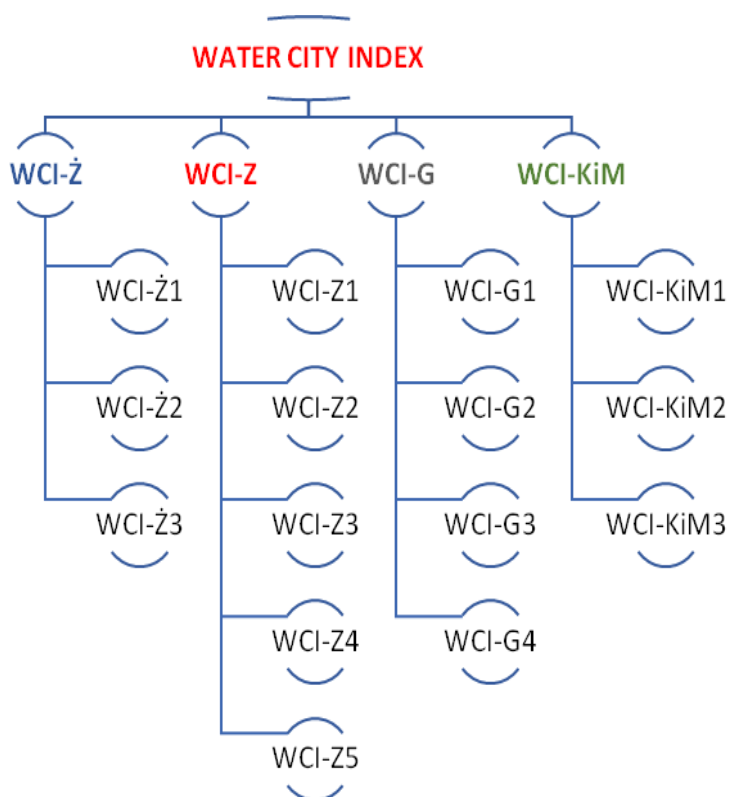 WATER CITY INDEX
WCI-Ż
WCI-Z
WCI-G
WCI-KiM
WCI-Ż1
WCI-Z1
WCI-G1
WCI-KiM1
WCI-Ż2
WCI-Z2
WCI-G2
WCI-KiM2
WCI-Ż3
WCI-Z3
WCI-G3
WCI-KiM3
WCI-Z4
WCI-G4
WCI-Z5